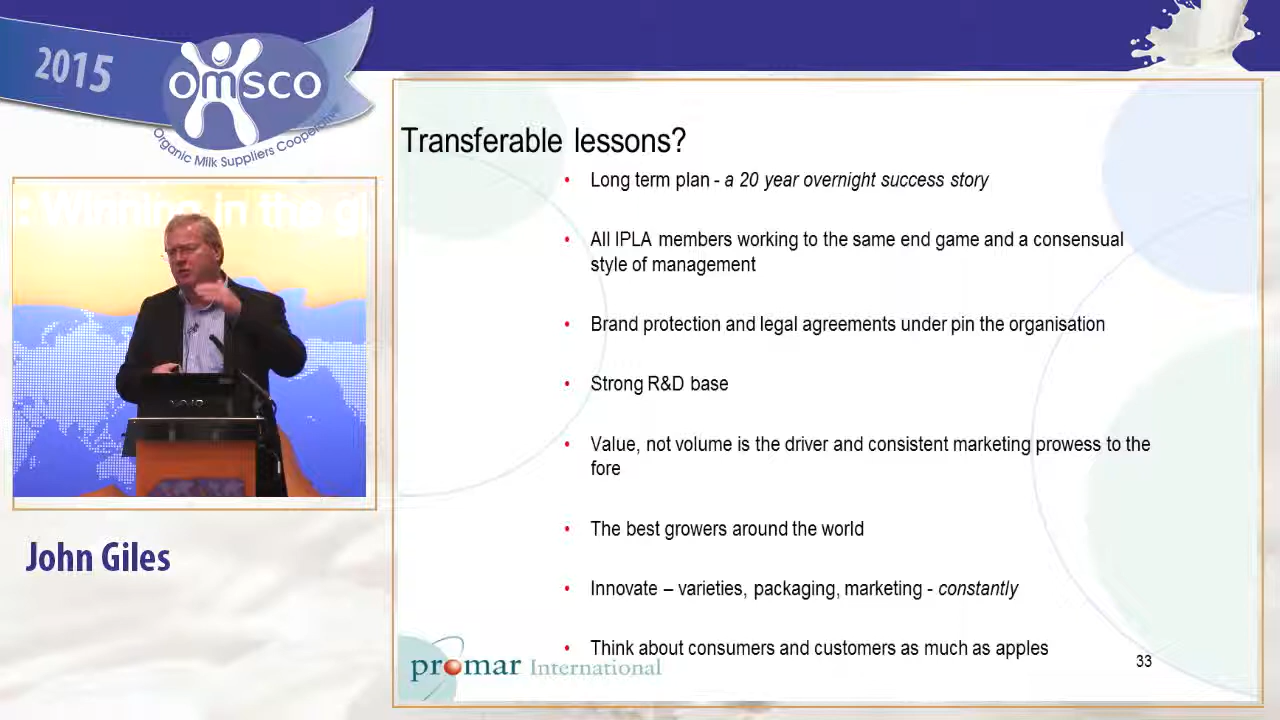 2015
omsco
Organic Milk Suppliers Cooperative
: Winning in the gl
John Giles
Transferable lessons?
• Long term plan - a 20 year overnight success story
• All IPLA members working to the same end game and a consensual
style of management
• Brand protection and legal agreements under pin the organisation
• Strong R&D base
• Value, not volume is the driver and consistent marketing prowess to the
fore
• The best growers around the world
• Innovate – varieties, packaging, marketing - constantly
• Think about consumers and customers as much as apples
promar International
33